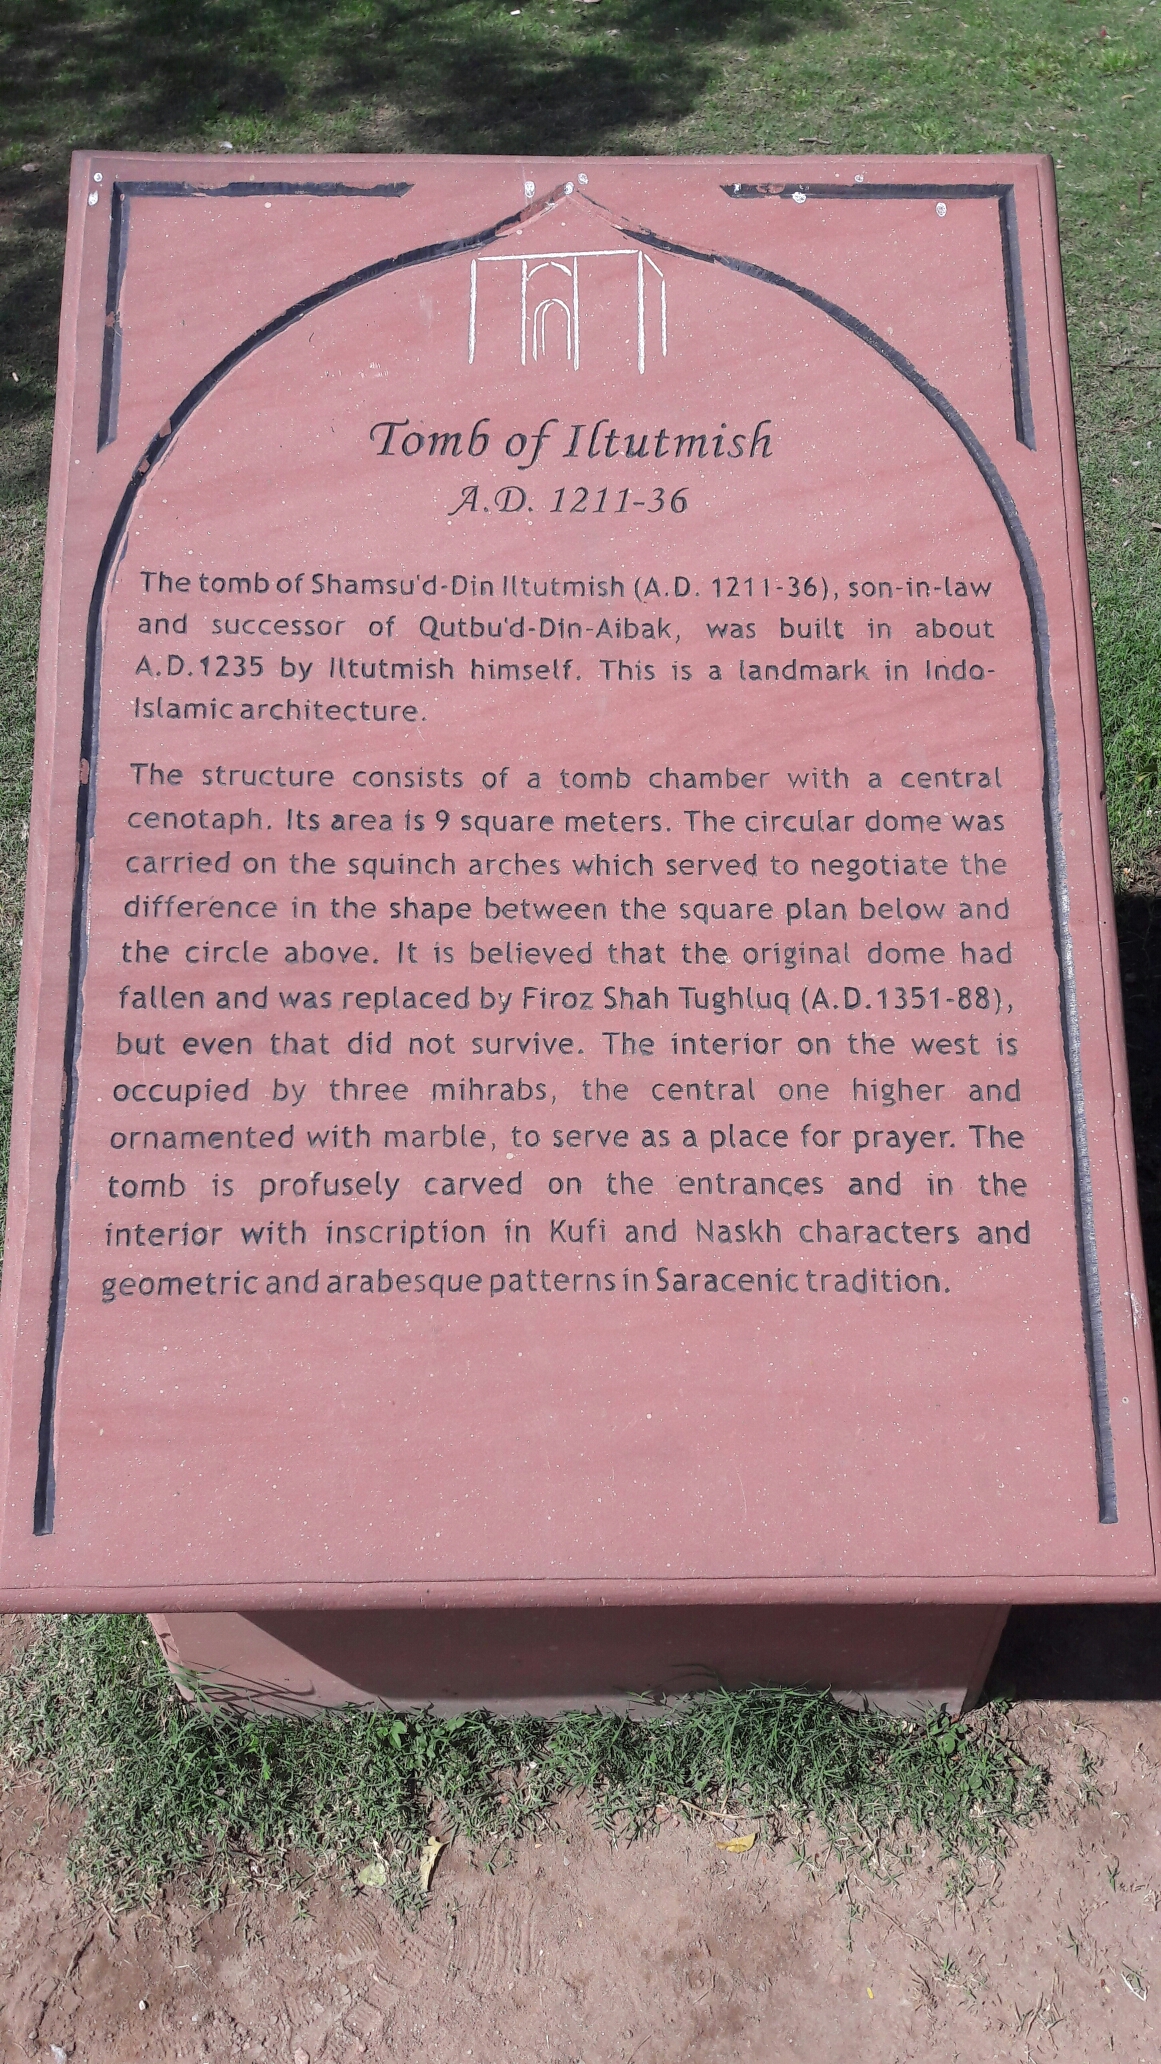 Tomb of Iltutmish
A.D. 1211-36
The tomb of Shamsu'd-Din Iltutmish (A.D. 1211-36), son-in-law
and successor of Qutbu'd-Din-Aibak, was built in about
A.D.1235 by Iltutmish himself. This is a landmark in Indo-
Islamic architecture.
The structure consists of a tomb chamber with a central
cenotaph. Its area is 9 square meters. The circular dome was
carried on the squinch arches which served to negotiate the
difference in the shape between the square plan below and
the circle above. It is believed that the original dome had
fallen and was replaced by Firoz Shah Tughluq (A.D.1351-88),
but even that did not survive. The interior on the west is
occupied by three mihrabs, the central one higher and
ornamented with marble, to serve as a place for prayer. The
tomb is profusely carved on the entrances and in the
interior with inscription in Kufi and Naskh characters and
geometric and arabesque patterns in Saracenic tradition.